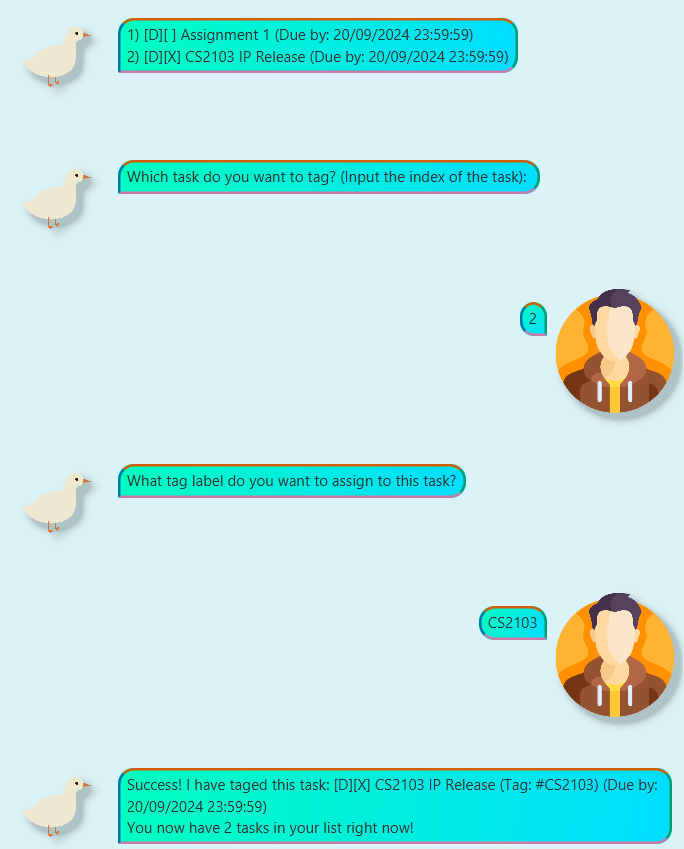 1) [D][ ] Assignment 1 (Due by: 20/09/2024 23:59:59)
2) [D][X] CS2103 IP Release (Due by: 20/09/2024 23:59:59)
Which task do you want to tag? (Input the index of the task):
2
What tag label do you want to assign to this task?
CS2103
Success! I have taged this task: [D][X] CS2103 IP Release (Tag: #CS2103) (Due by:
20/09/2024 23:59:59)
You now have 2 tasks in your list right now!